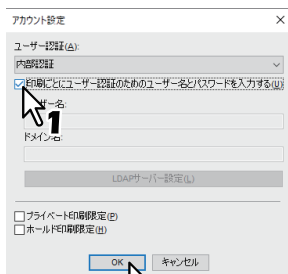 アカウント設定
ユーザー認証(A):
内部認証
印刷ごとにユーザー認証のためのユーザー名とパスワードを入力する(U)
ザー名:
1
ドメイン名:
LDAPサーバー設定(L)
プライベート印刷限定(P)
ホールド印刷限定(H)
OK キャンセル